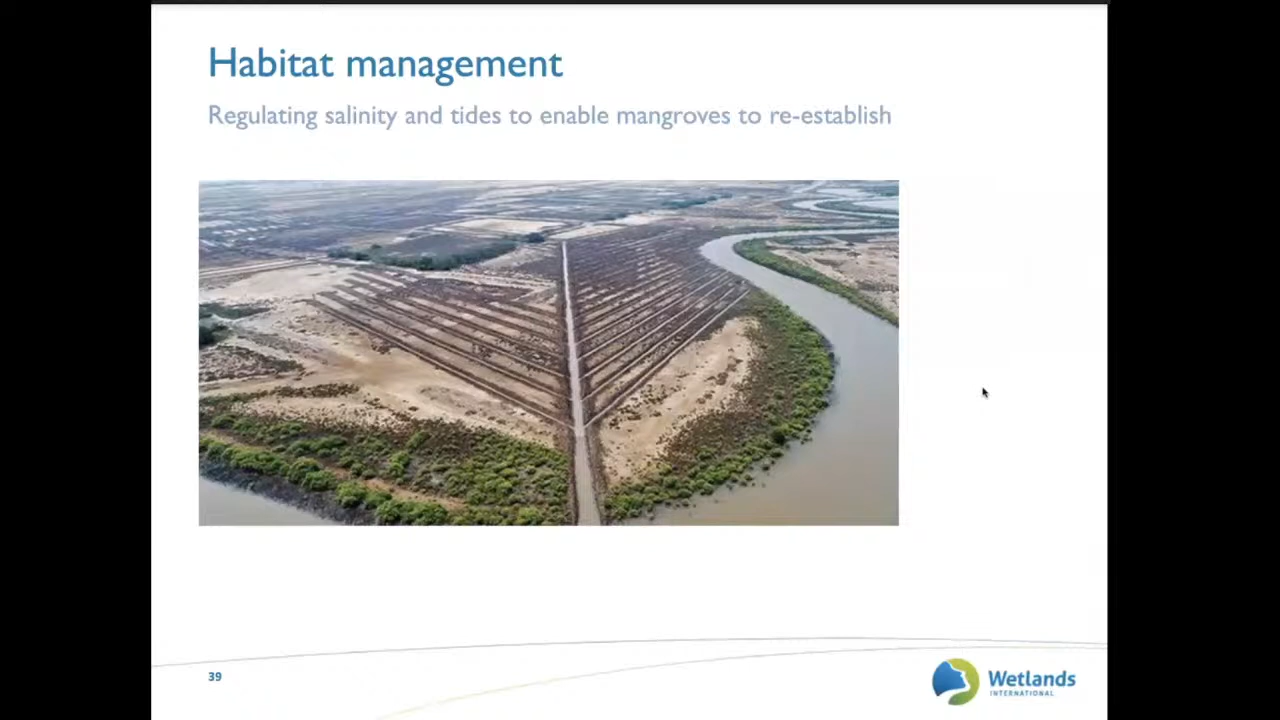 Habitat management
Regulating salinity and tides to enable mangroves to re-establish
39
Wetlands
INTERNATIONAL